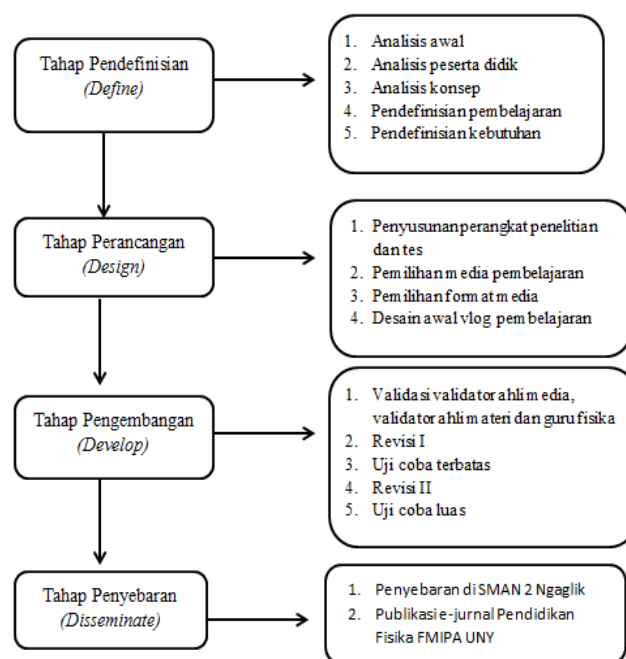 Tahap Pendefinisian
(Define)
1. Analisis awal
2. Analisis peserta didik
3. Analisis konsep
4. Pendefinisian pembelajaran
5. Pendefinisian kebutuhan
Tahap Perancangan
(Design)
1. Penyusunan perangkat penelitian
dan tes
2. Pemilihan media pembelajaran
3. Pemilihan format media
4. Desain awal vlog pembelajaran
Tahap Pengembangan
(Develop)
1. Validasi validator ahli media,
validator ahli materi dan guru fisika
2. Revisi I
3. Uji coba terbatas
4. Revisi II
5. Uji coba luas
Tahap Penyebaran
(Disseminate)
1. Penyebaran di SMAN 2 Ngaglik
2. Publikasi e-jurnal Pendidikan
Fisika FMIPA UNY